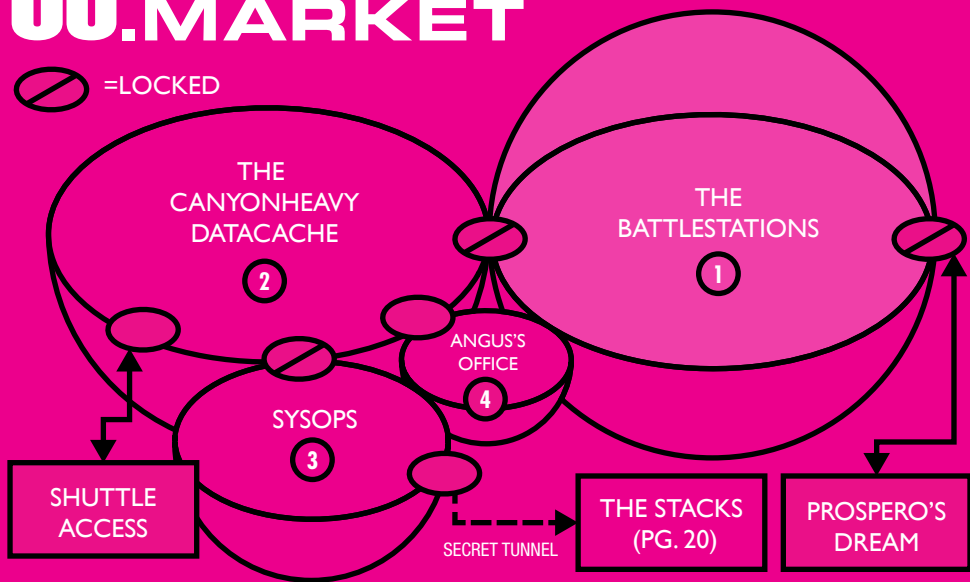 .MARKET
=LOCKED
THE
CANYONHEAVY
DATACACHE
2
THE
BATTLESTATIONS
1
ANGUS'S
OFFICE
4
SYSOPS
3
SHUTTLE
ACCESS
SECRET TUNNEL
THE STACKS
(PG. 20)
PROSPERO'S
DREAM